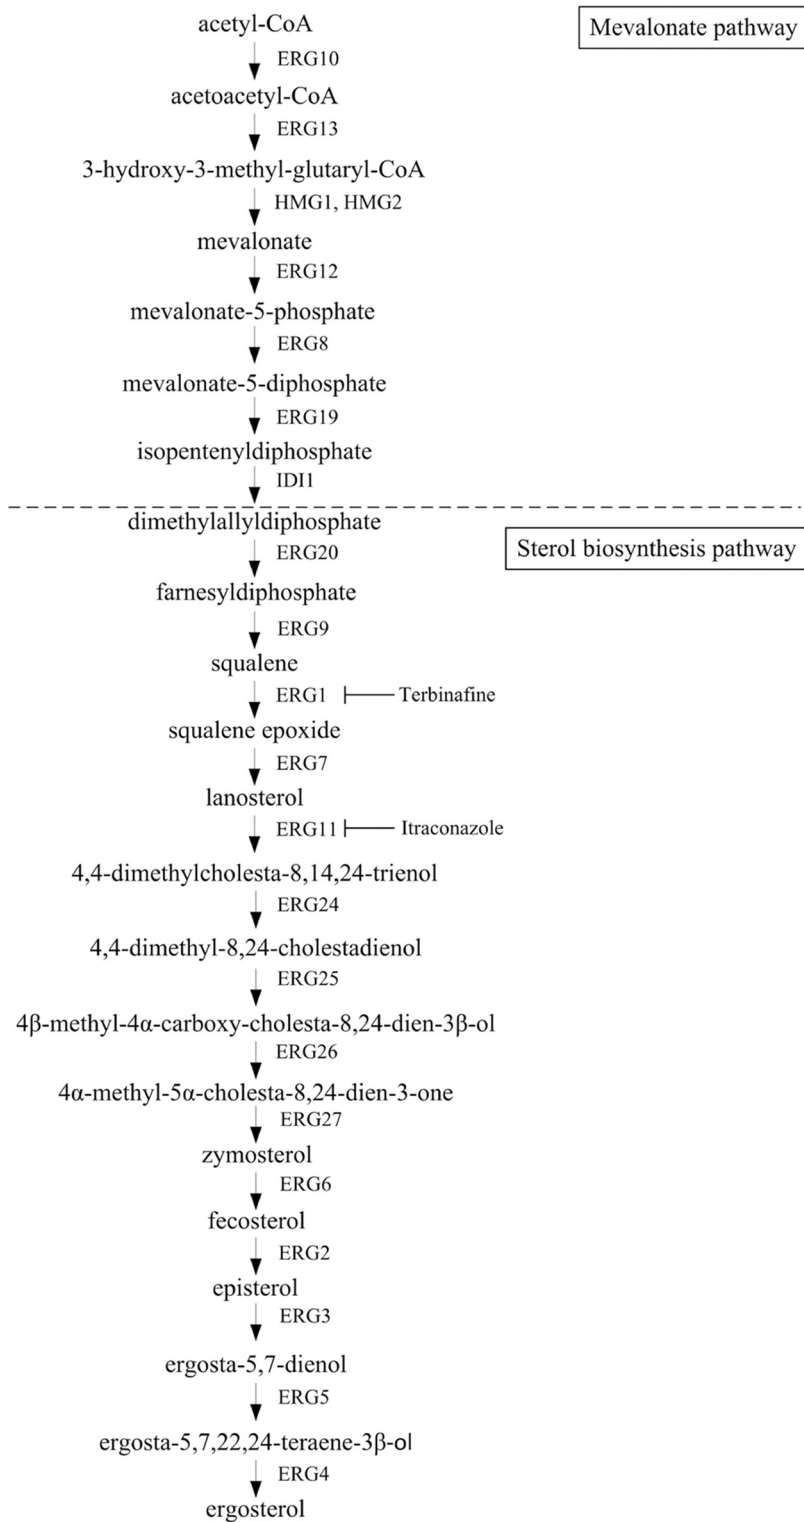 acetyl-CoA
Mevalonate pathway
ERG10
acetoacetyl-CoA
ERG13
3-hydroxy-3-methyl-glutaryl-CoA
HMG1, HMG2
mevalonate
ERG12
mevalonate-5-phosphate
ERG8
mevalonate-5-diphosphate
ERG19
isopentenyldiphosphate
IDI1
dimethylallyldiphosphate
Sterol biosynthesis pathway
ERG20
farnesyldiphosphate
ERG9
squalene
ERG1 Terbinafine
squalene epoxide
ERG7
lanosterol
ERG11 Itraconazole
4,4-dimethylcholesta-8,14,24-trienol
ERG24
4,4-dimethyl-8,24-cholestadienol
ERG25
4β-methyl-4α-carboxy-cholesta-8,24-dien-3β-ol
ERG26
4α-methyl-5α-cholesta-8,24-dien-3-one
ERG27
zymosterol
ERG6
fecosterol
ERG2
episterol
ERG3
ergosta-5,7-dienol
ERG5
ergosta-5,7,22,24-teraene-3β-ol
ERG4
ergosterol